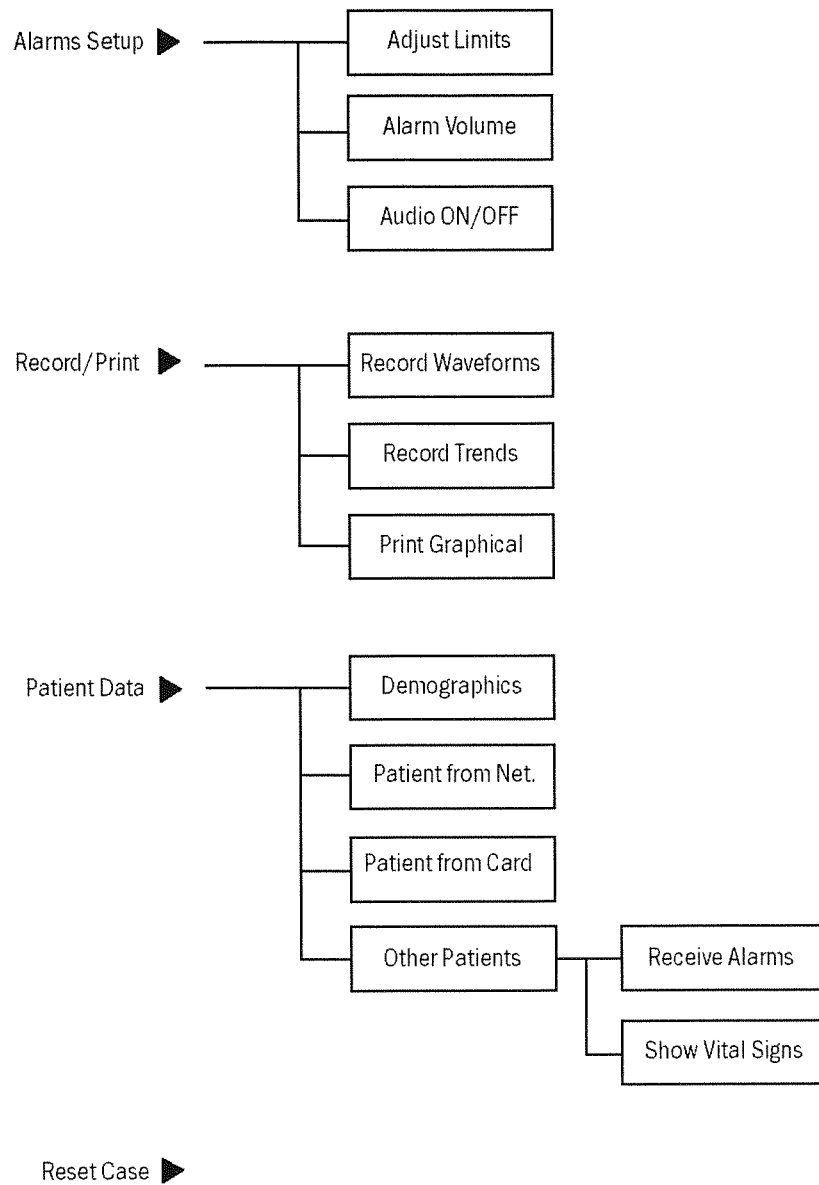 Alarms Setup
Adjust Limits
Alarm Volume
Audio ON/OFF
Record/Print
Record Waveforms
Record Trends
Print Graphical
Patient Data
Demographics
Patient from Net.
Patient from Card
Other Patients
Receive Alarms
Show Vital Signs
Reset Case